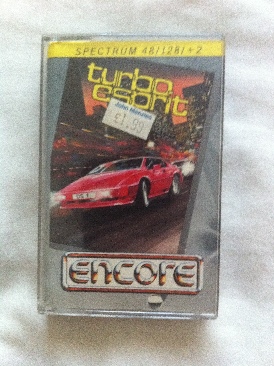 SPECTRUM 48/128/+2
turbo
esprit
John Menzies
£1.99
encore